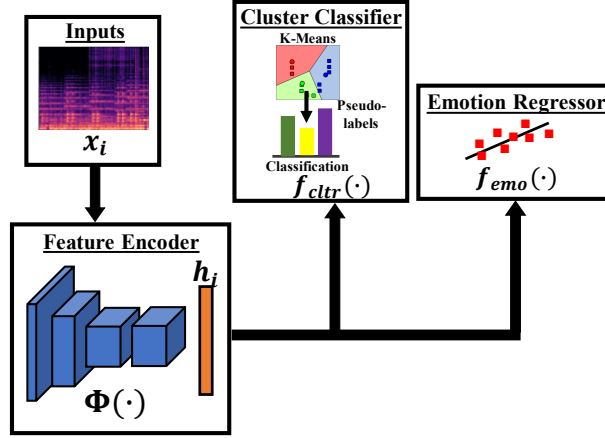 Inputs
x_i
Feature Encoder
h_i
Φ(·)
Cluster Classifier
K-Means
Pseudo-
labels
Classification
f_cltr(·)
Emotion Regressor
f_emo(·)